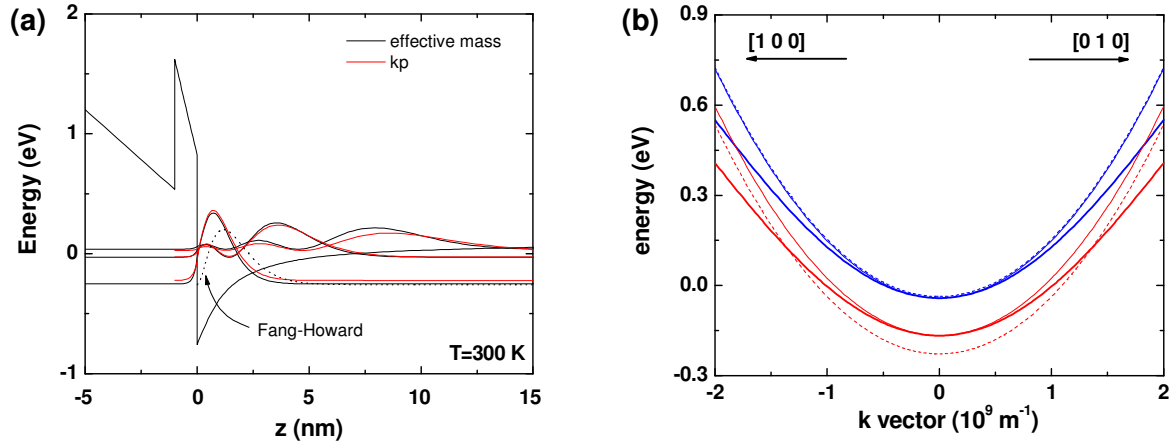 (a)
effective mass
kp
Energy (eV)
2
1
0
-1
Fang-Howard
T=300 K
-5
0
5
10
15
z (nm)
(b)
[1 0 0]
[0 1 0]
energy (eV)
0.9
0.6
0.3
0.0
-0.3
-2
-1
0
1
2
k vector (10⁹ m⁻¹)